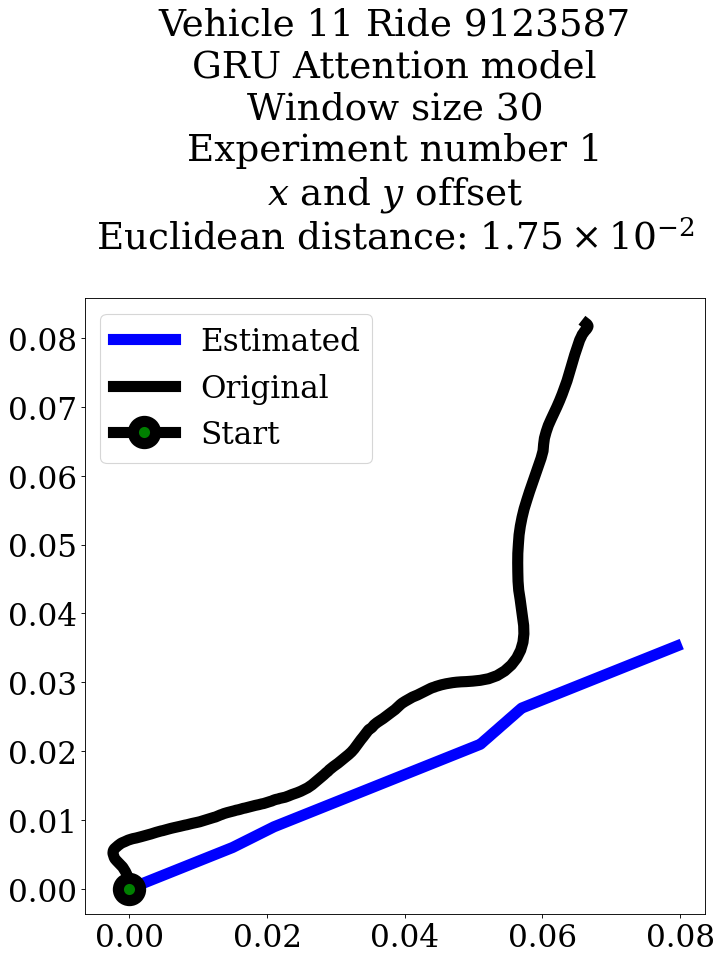 Vehicle 11 Ride 9123587
GRU Attention model
Window size 30
Experiment number 1
x and y offset
Euclidean distance: 1.75 × 10⁻²
Estimated
Original
Start
0.08
0.07
0.06
0.05
0.04
0.03
0.02
0.01
0.00
0.00 0.02 0.04 0.06 0.08